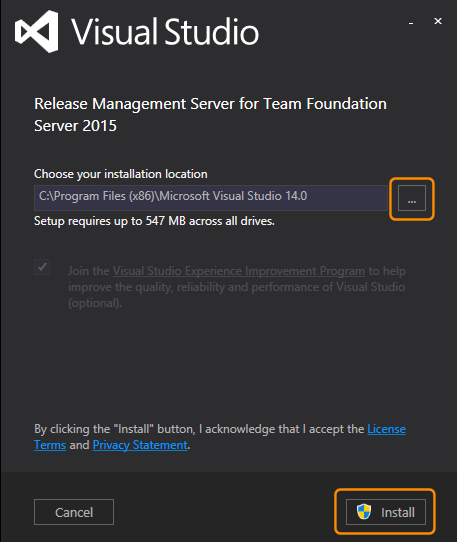 Visual Studio
Release Management Server for Team Foundation
Server 2015
Choose your installation location
C:\Program Files (x86)\Microsoft Visual Studio 14.0
...
Setup requires up to 547 MB across all drives.
Join the Visual Studio Experience Improvement Program to help
improve the quality, reliability and performance of Visual Studio
(optional).
By clicking the "Install" button, I acknowledge that I accept the License
Terms and Privacy Statement.
Cancel
Install